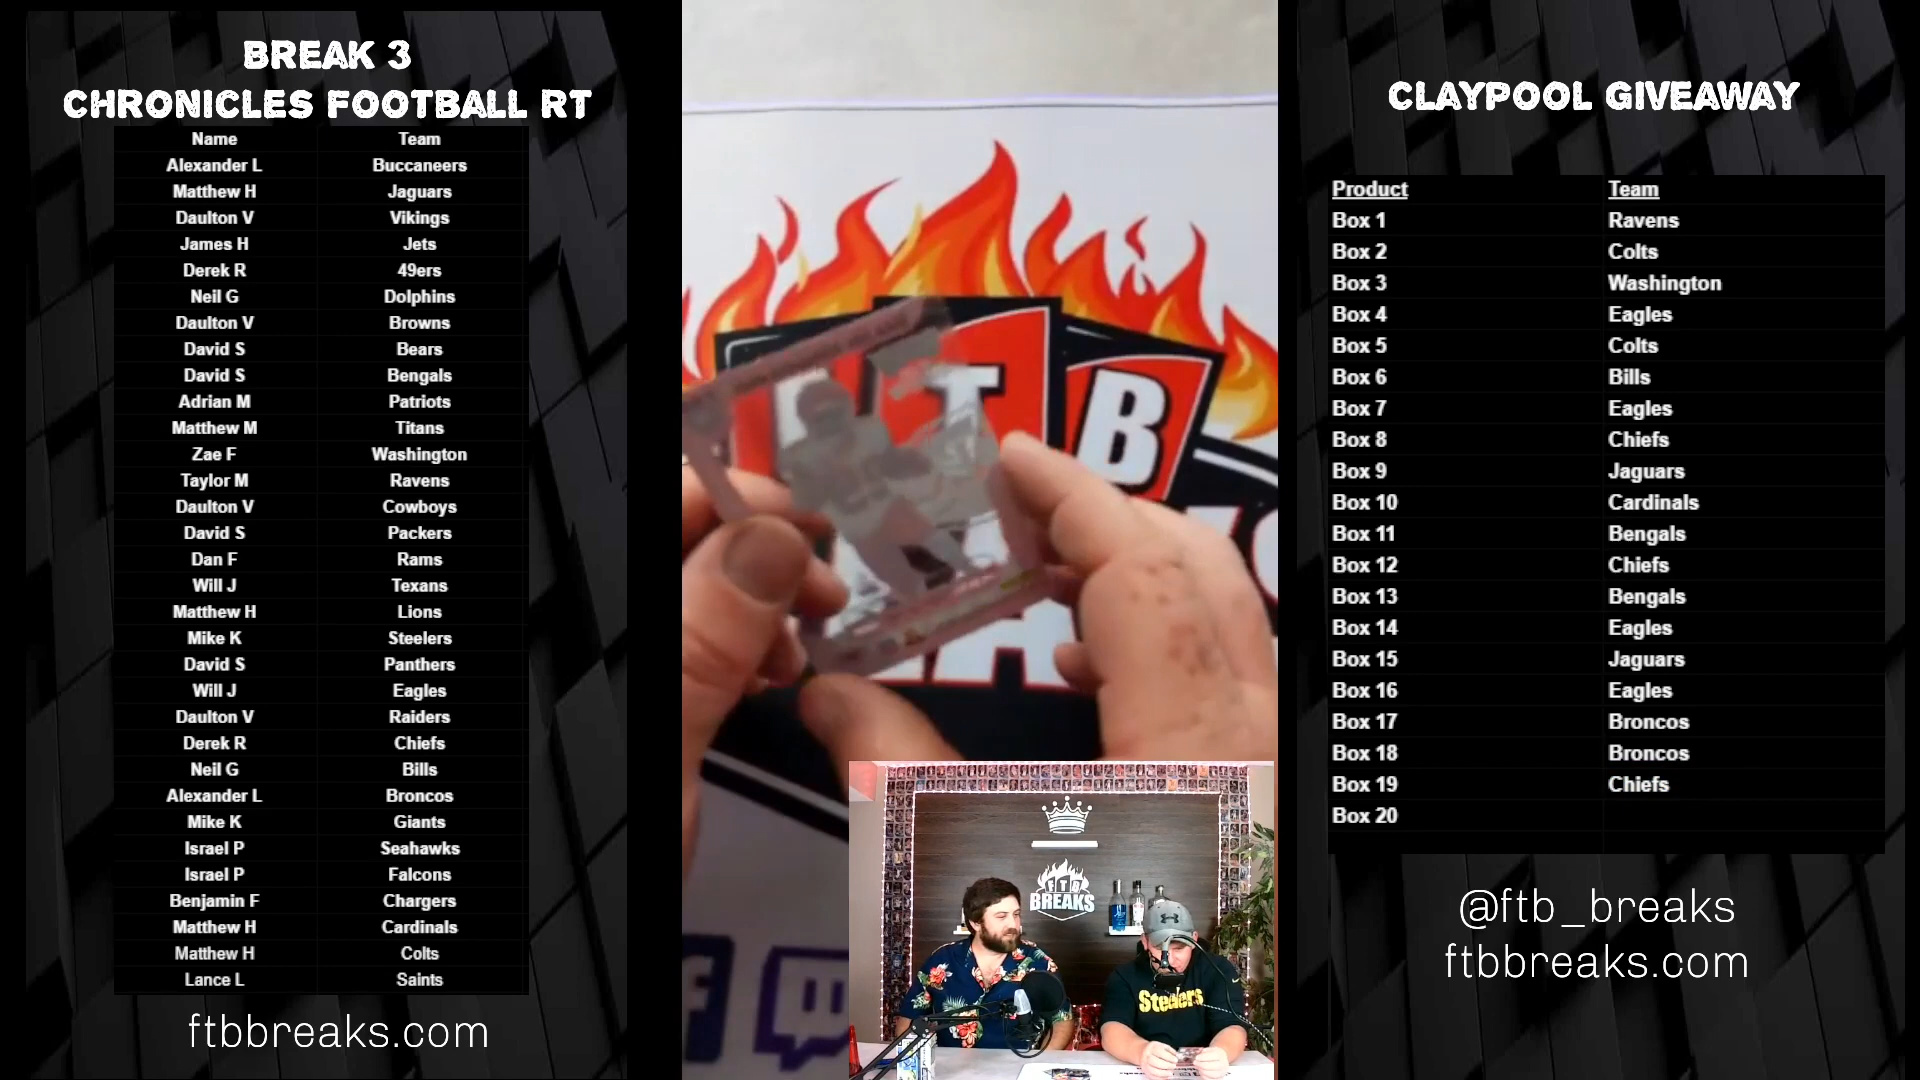 BREAK 3
CHRONICLES FOOTBALL RT
Name Team
Alexander L Buccaneers
Matthew H Jaguars
Daulton V Vikings
James H Jets
Derek R 49ers
Neil G Dolphins
Daulton V Browns
David S Bears
David S Bengals
Adrian M Patriots
Matthew M Titans
Zae F Washington
Taylor M Ravens
Daulton V Cowboys
David S Packers
Dan F Rams
Will J Texans
Matthew H Lions
Mike K Steelers
David S Panthers
Will J Eagles
Daulton V Raiders
Derek R Chiefs
Neil G Bills
Alexander L Broncos
Mike K Giants
Israel P Seahawks
Israel P Falcons
Benjamin F Chargers
Matthew H Cardinals
Matthew H Colts
Lance L Saints
ftbbreaks.com
T B
FTB
BREAKS
Steelers
CLAYPOOL GIVEAWAY
Product Team
Box 1 Ravens
Box 2 Colts
Box 3 Washington
Box 4 Eagles
Box 5 Colts
Box 6 Bills
Box 7 Eagles
Box 8 Chiefs
Box 9 Jaguars
Box 10 Cardinals
Box 11 Bengals
Box 12 Chiefs
Box 13 Bengals
Box 14 Eagles
Box 15 Jaguars
Box 16 Eagles
Box 17 Broncos
Box 18 Broncos
Box 19 Chiefs
Box 20
@ftb_breaks
ftbbreaks.com